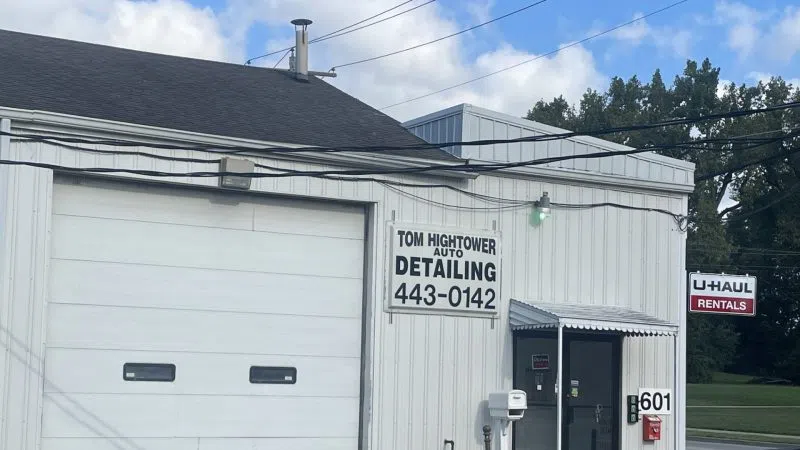 TOM HIGHTOWER
AUTO
DETAILING
443-0142
U-HAUL
RENTALS
601